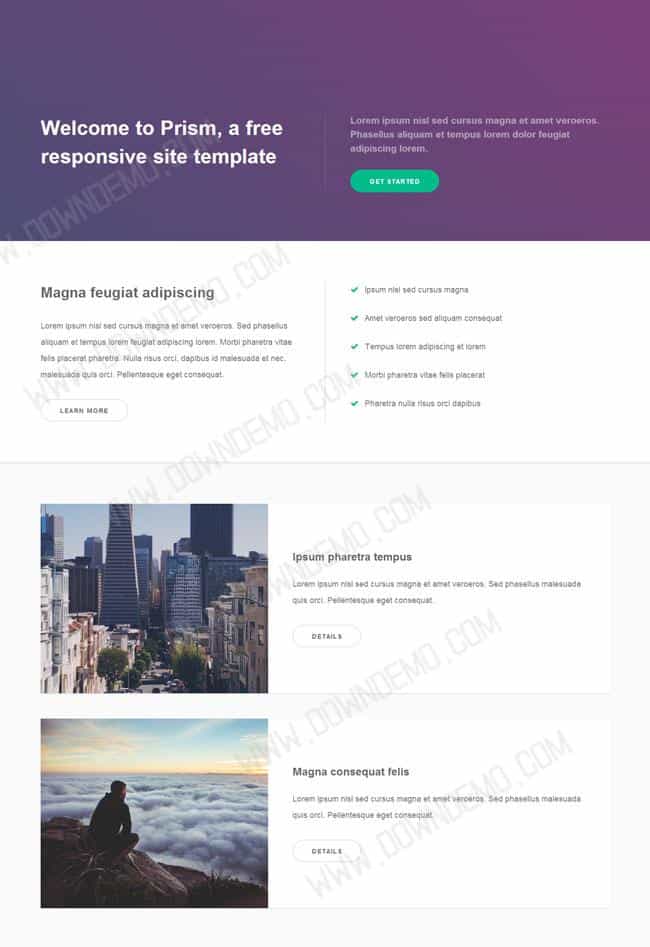 Welcome to Prism, a free
responsive site template
Lorem ipsum nisl sed cursus magna et amet veroeros.
Phasellus aliquam et tempus lorem dolor feugiat
adipiscing lorem.
GET STARTED
Magna feugiat adipiscing
Lorem ipsum nisl sed cursus magna et amet veroeros. Sed phasellus
aliquam et tempus lorem feugiat adipiscing lorem. Morbi pharetra vitae
felis placerat pharetra. Nulla risus orci, dapibus id malesuada et nec,
malesuada quis orci. Pellentesque eget consequat.
LEARN MORE
Ipsum nisl sed cursus magna
Amet veroeros sed aliquam consequat
Tempus lorem adipiscing et lorem
Morbi pharetra vitae felis placerat
Pharetra nulla risus orci dapibus
Ipsum pharetra tempus
Lorem ipsum nisl sed cursus magna et amet veroeros. Sed phasellus malesuada
quis orci. Pellentesque eget consequat.
DETAILS
Magna consequat felis
Lorem ipsum nisl sed cursus magna et amet veroeros. Sed phasellus malesuada
quis orci. Pellentesque eget consequat.
DETAILS
WWW.DOWNDEMO.COM
WWW.DOWNDEMO.COM
WWW.DOWNDEMO.COM
WWW.DOWNDEMO.COM
WWW.DOWNDEMO.COM
WWW.DOWNDEMO.COM